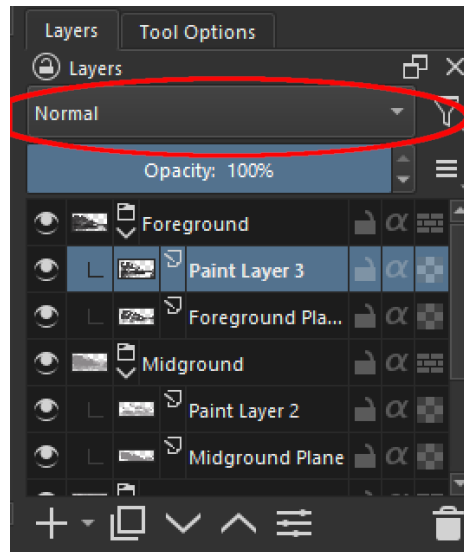 Layers Tool Options
Layers
Normal
Opacity: 100%
Foreground
Paint Layer 3
Foreground Pla...
Midground
Paint Layer 2
Midground Plane